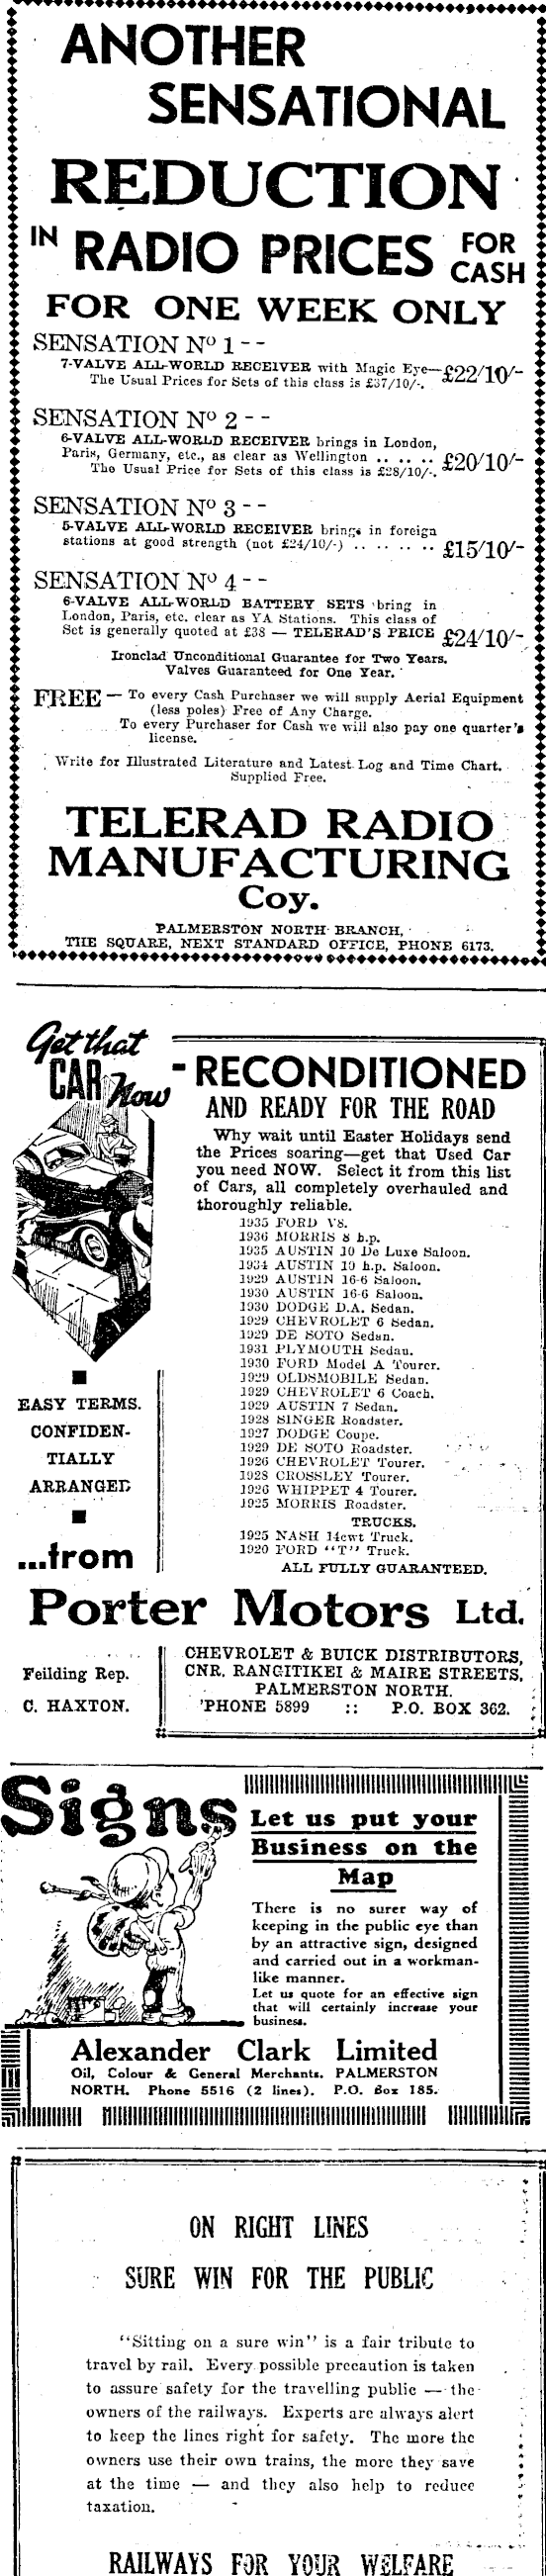 ANOTHER
SENSATIONAL
REDUCTION
IN RADIO PRICES FOR CASH
FOR ONE WEEK ONLY
SENSATION Nº 1 - -
7-VALVE ALL-WORLD RECEIVER with Magic Eye— £22/10/-
The Usual Prices for Sets of this class is £37/10/-.
SENSATION Nº 2 - -
6-VALVE ALL-WORLD RECEIVER brings in London,
Paris, Germany, etc., as clear as Wellington .. .. .. £20/10/-
The Usual Price for Sets of this class is £28/10/-.
SENSATION Nº 3 - -
5-VALVE ALL-WORLD RECEIVER brings in foreign
stations at good strength (not £24/10/-) .. .. .. .. £15/10/-
SENSATION Nº 4 - -
6-VALVE ALL-WORLD BATTERY SETS bring in
London, Paris, etc. clear as YA Stations. This class of
Set is generally quoted at £38 — TELERAD'S PRICE £24/10/-
Ironclad Unconditional Guarantee for Two Years.
Valves Guaranteed for One Year.
FREE — To every Cash Purchaser we will supply Aerial Equipment
(less poles) Free of Any Charge.
To every Purchaser for Cash we will also pay one quarter's
license.
Write for Illustrated Literature and Latest Log and Time Chart.
Supplied Free.
TELERAD RADIO
MANUFACTURING
Coy.
PALMERSTON NORTH BRANCH,
THE SQUARE, NEXT STANDARD OFFICE, PHONE 6173.
Get that
CAR Now
- RECONDITIONED
AND READY FOR THE ROAD
Why wait until Easter Holidays send
the Prices soaring—get that Used Car
you need NOW. Select it from this list
of Cars, all completely overhauled and
thoroughly reliable.
1935 FORD V8.
1936 MORRIS 8 h.p.
1935 AUSTIN 10 De Luxe Saloon.
1934 AUSTIN 10 h.p. Saloon.
1929 AUSTIN 16-6 Saloon.
1930 AUSTIN 16-6 Saloon.
1930 DODGE D.A. Sedan.
1929 CHEVROLET 6 Sedan.
1929 DE SOTO Sedan.
1931 PLYMOUTH Sedan.
1930 FORD Model A Tourer.
1929 OLDSMOBILE Sedan.
1929 CHEVROLET 6 Coach.
1929 AUSTIN 7 Sedan.
1928 SINGER Roadster.
1927 DODGE Coupe.
1929 DE SOTO Roadster.
1926 CHEVROLET Tourer.
1928 CROSSLEY Tourer.
1926 WHIPPET 4 Tourer.
1925 MORRIS Roadster.
TRUCKS.
1925 NASH 14cwt Truck.
1920 FORD "T" Truck.
ALL FULLY GUARANTEED.
EASY TERMS.
CONFIDEN-
TIALLY
ARRANGED
...from
Porter Motors Ltd.
Feilding Rep.
C. HAXTON.
CHEVROLET & BUICK DISTRIBUTORS,
CNR. RANGITIKEI & MAIRE STREETS,
PALMERSTON NORTH.
'PHONE 5899 :: P.O. BOX 362.
Signs
Let us put your
Business on the
Map
There is no surer way of
keeping in the public eye than
by an attractive sign, designed
and carried out in a workman-
like manner.
Let us quote for an effective sign
that will certainly increase your
business.
Alexander Clark Limited
Oil, Colour & General Merchants. PALMERSTON
NORTH. Phone 5516 (2 lines). P.O. Box 185.
ON RIGHT LINES
SURE WIN FOR THE PUBLIC
"Sitting on a sure win" is a fair tribute to
travel by rail. Every possible precaution is taken
to assure safety for the travelling public — the
owners of the railways. Experts are always alert
to keep the lines right for safety. The more the
owners use their own trains, the more they save
at the time — and they also help to reduce
taxation.
RAILWAYS FOR YOUR WELFARE